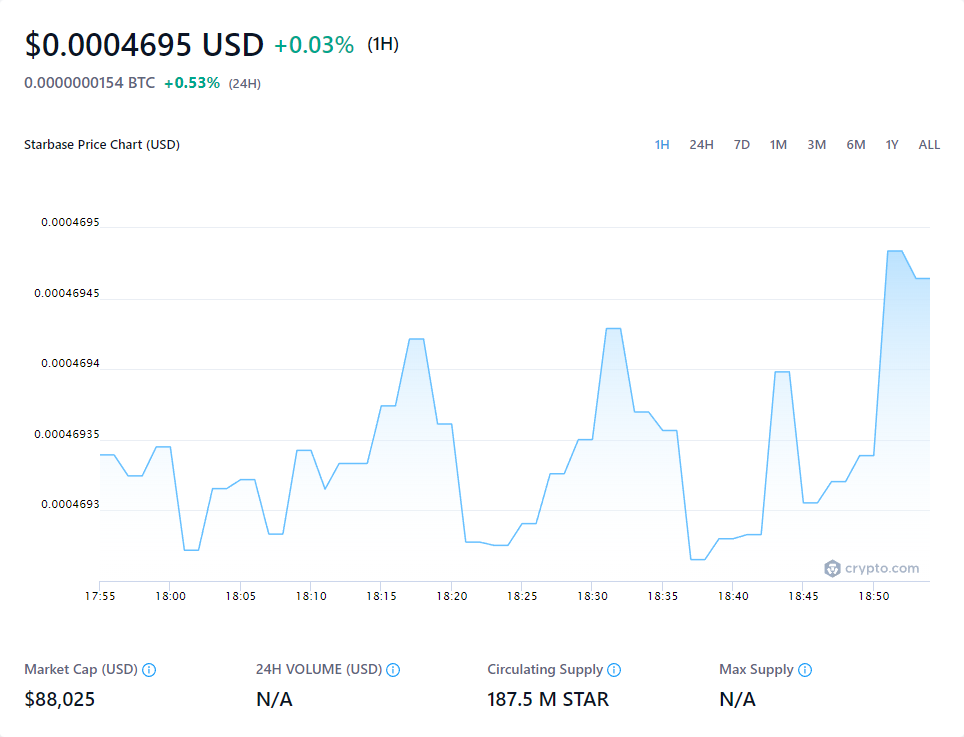 $0.0004695 USD +0.03% (1H)
0.0000000154 BTC +0.53% (24H)
Starbase Price Chart (USD) 1H 24H 7D 1M 3M 6M 1Y ALL
0.0004695
0.00046945
0.0004694
0.00046935
0.0004693
crypto.com
17:55 18:00 18:05 18:10 18:15 18:20 18:25 18:30 18:35 18:40 18:45 18:50
Market Cap (USD) 24H VOLUME (USD) Circulating Supply Max Supply
$88,025 N/A 187.5 M STAR N/A